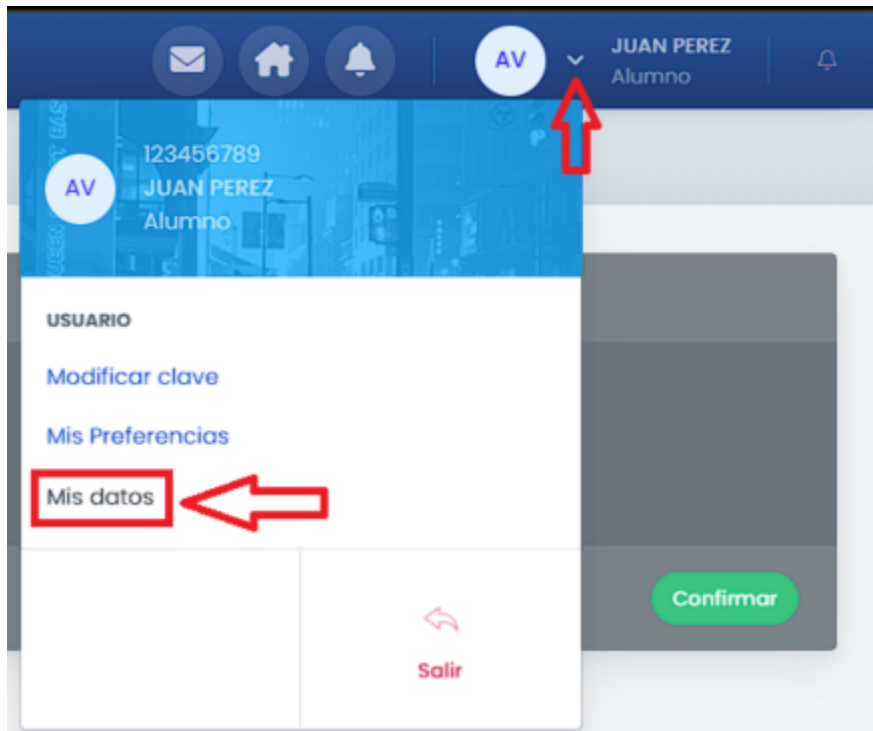 AV
JUAN PEREZ
Alumno
123456789
AV
JUAN PEREZ
Alumno
USUARIO
Modificar clave
Mis Preferencias
Mis datos
Confirmar
Salir